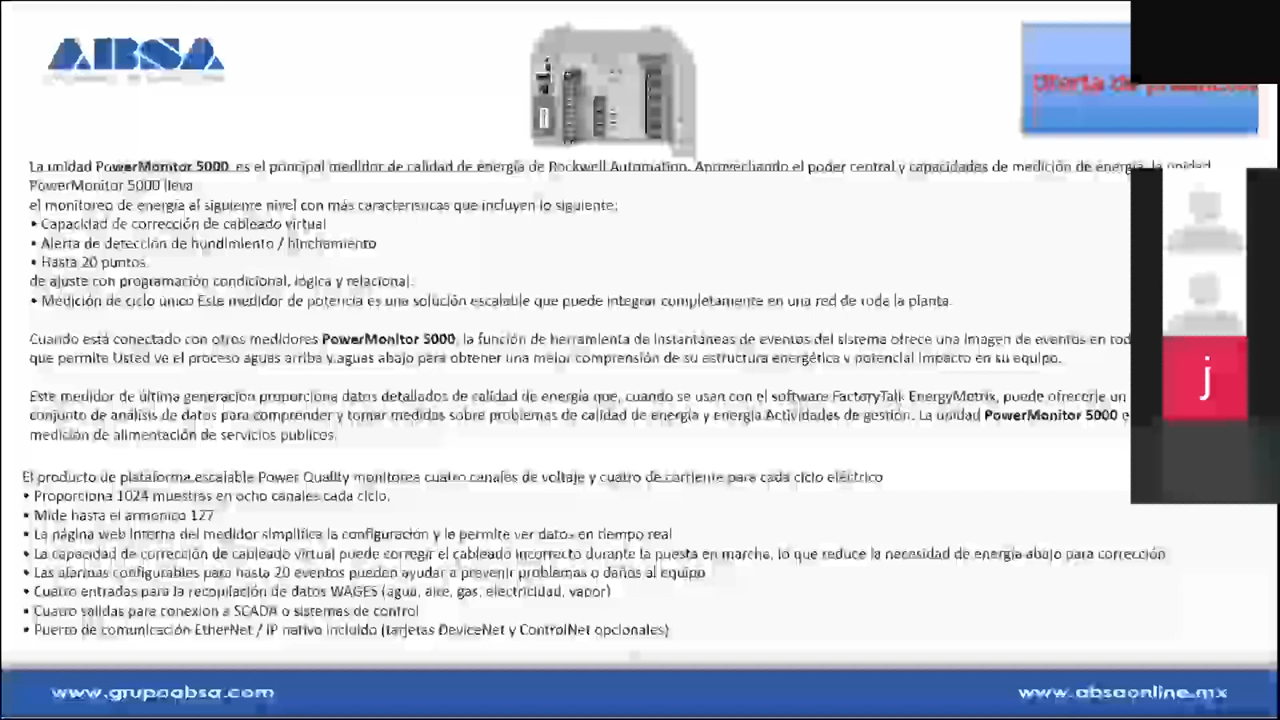 ABSA
Oferta de
La unidad PowerMonitor 5000 es el principal medidor de calidad de energía de Rockwell Automation. Aprovechando el poder central y capacidades de medición de energía, la unidad
PowerMonitor 5000 lleva
el monitoreo de energía al siguiente nivel con más características que incluyen lo siguiente:
• Capacidad de corrección de cableado virtual
• Alerta de detección de hundimiento / hinchamiento
• Hasta 20 puntos
de ajuste con programación condicional, lógica y relacional.
• Medición de ciclo único Este medidor de potencia es una solución escalable que puede integrar completamente en una red de toda la planta.
Cuando está conectado con otros medidores PowerMonitor 5000, la función de herramienta de instantáneas de eventos del sistema ofrece una imagen de eventos en tod
que permite Usted ve el proceso aguas arriba y aguas abajo para obtener una mejor comprensión de su estructura energética y potencial impacto en su equipo.
Este medidor de última generación proporciona datos detallados de calidad de energía que, cuando se usan con el software FactoryTalk EnergyMetrix, puede ofrecerle un
conjunto de análisis de datos para comprender y tomar medidas sobre problemas de calidad de energía y energía Actividades de gestión. La unidad PowerMonitor 5000 e
medición de alimentación de servicios públicos.
j
El producto de plataforma escalable Power Quality monitorea cuatro canales de voltaje y cuatro de corriente para cada ciclo eléctrico
• Proporciona 1024 muestras en ocho canales cada ciclo.
• Mide hasta el armónico 127
• La página web interna del medidor simplifica la configuración y le permite ver datos en tiempo real
• La capacidad de corrección de cableado virtual puede corregir el cableado incorrecto durante la puesta en marcha, lo que reduce la necesidad de energía abajo para corrección
• Las alarmas configurables para hasta 20 eventos pueden ayudar a prevenir problemas o daños al equipo
• Cuatro entradas para la recopilación de datos WAGES (agua, aire, gas, electricidad, vapor)
• Cuatro salidas para conexión a SCADA o sistemas de control
• Puerto de comunicación EtherNet / IP nativo incluido (tarjetas DeviceNet y ControlNet opcionales)
www.grupoabsa.com
www.absaonline.mx